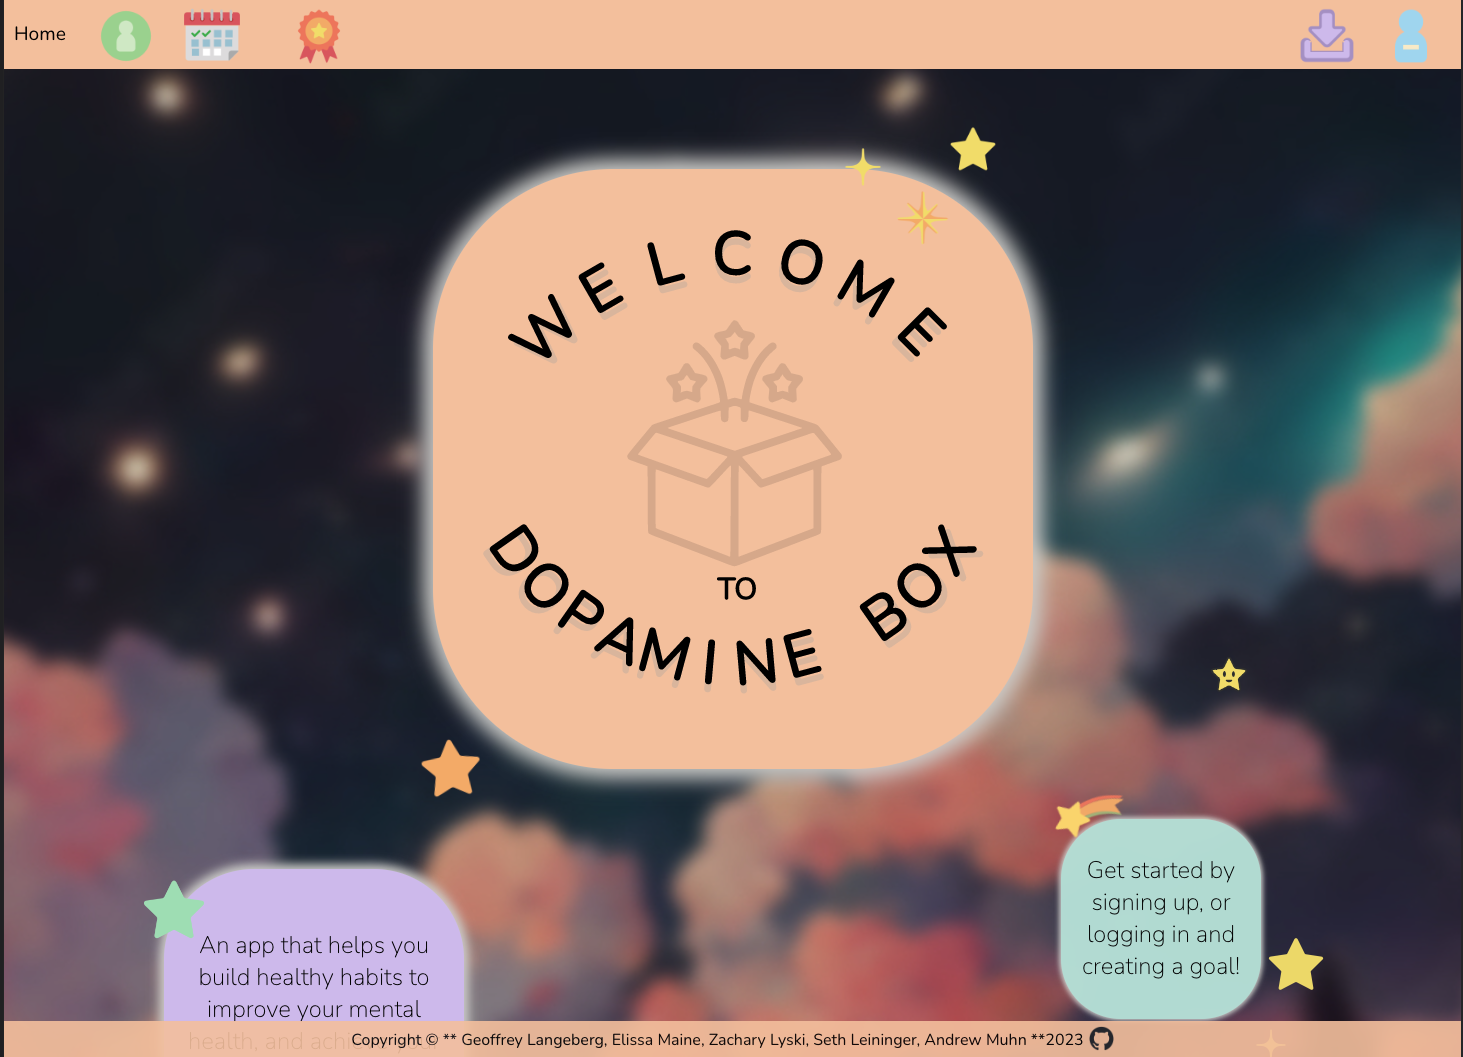 Home
WELCOME
TO
DOPAMINE BOX
Get started by
signing up, or
logging in and
creating a goal!
An app that helps you
build healthy habits to
improve your mental
health, and achieve your
Copyright © ** Geoffrey Langeberg, Elissa Maine, Zachary Lyski, Seth Leininger, Andrew Muhn **2023